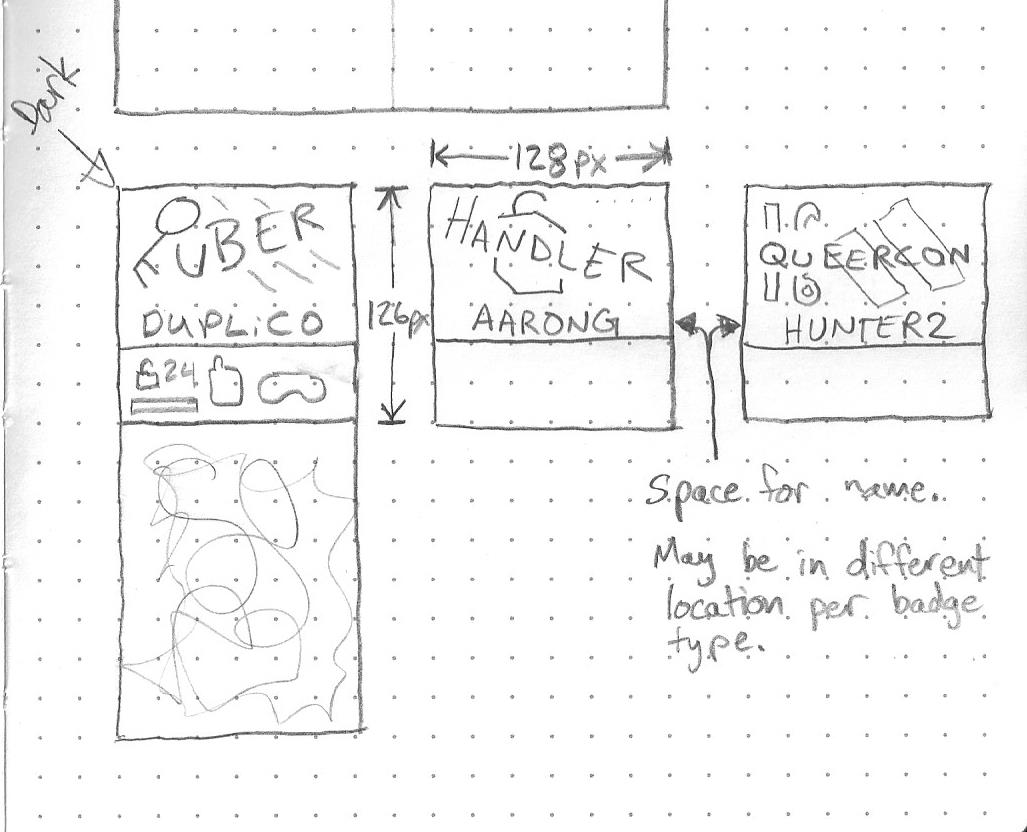 Dark
128px
UBER
DUPLICO
£24
126px
HANDLER
AARONG
QUEERCON
HUNTER2
Space for name.
May be in different
location per badge
type.